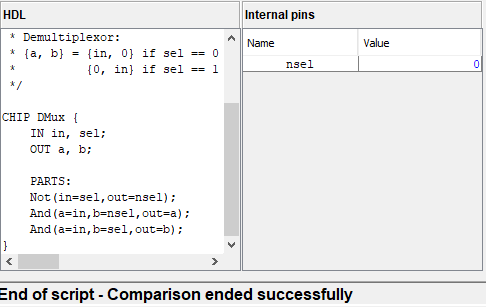 HDL
Internal pins
* Demultiplexor:
* {a, b} = {in, 0} if sel == 0
*          {0, in} if sel == 1
*/
CHIP DMux {
    IN in, sel;
    OUT a, b;
    PARTS:
    Not(in=sel,out=nsel);
    And(a=in,b=nsel,out=a);
    And(a=in,b=sel,out=b);
}
Name Value
nsel 0
End of script - Comparison ended successfully